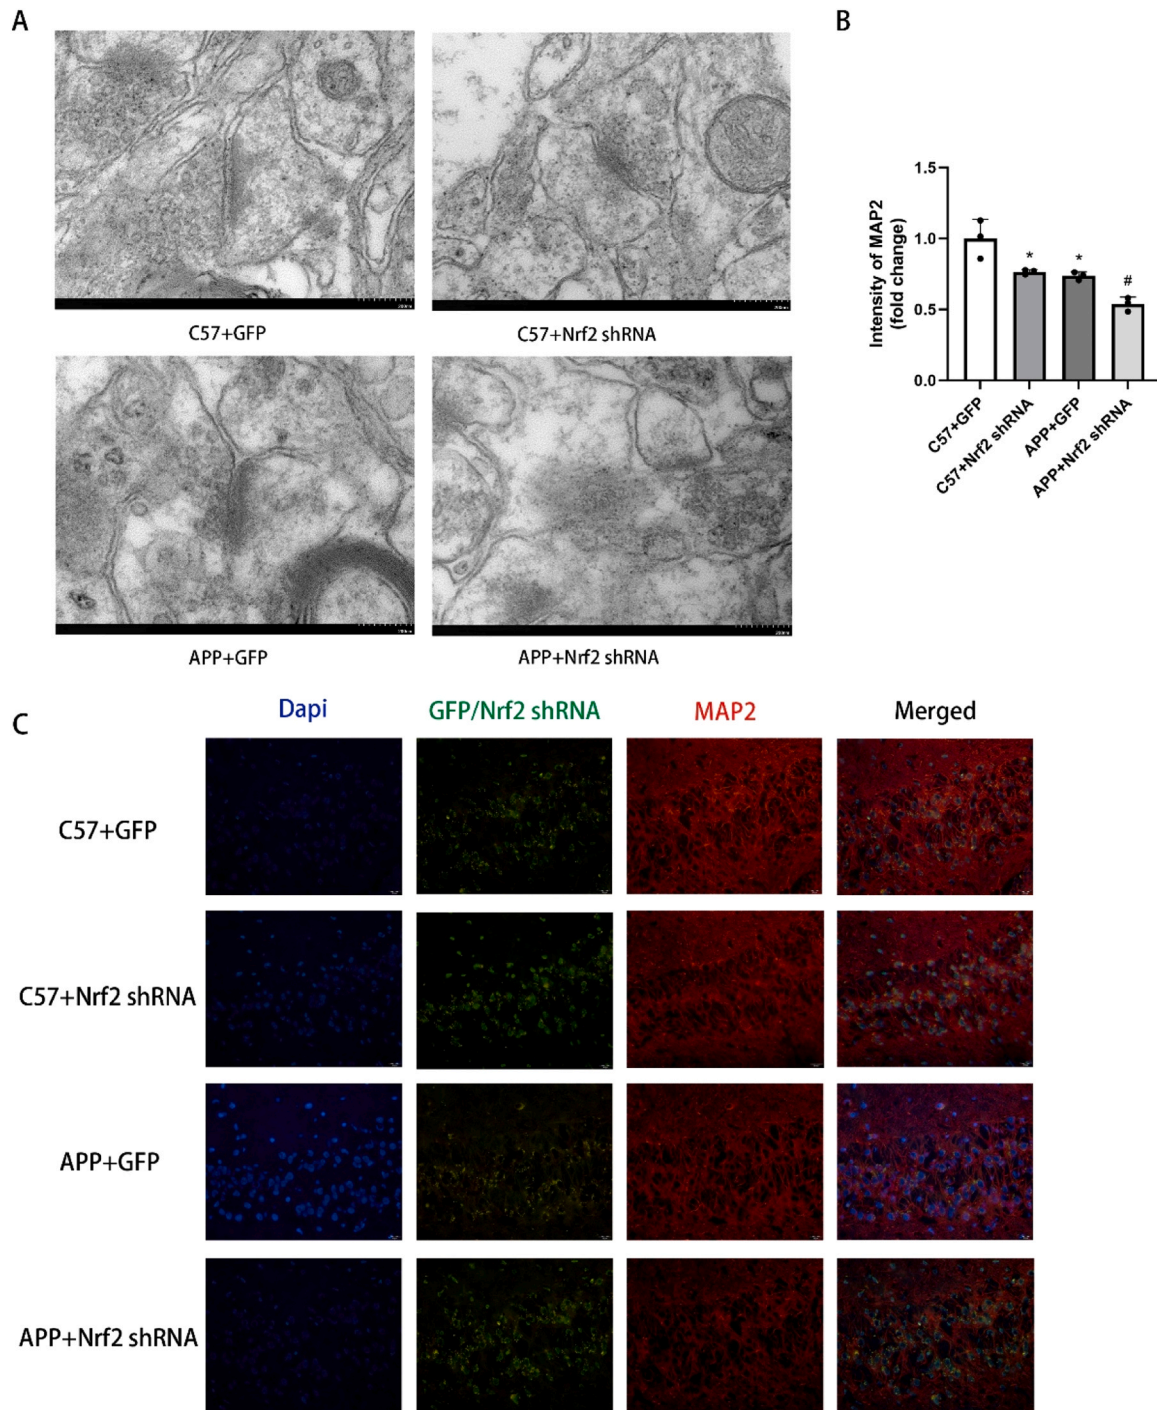 A
B
C57+GFP
C57+Nrf2 shRNA
APP+GFP
APP+Nrf2 shRNA
Intensity of MAP2
(fold change)
1.5
1.0
0.5
0.0
*
*
#
C57+GFP
C57+Nrf2 shRNA
APP+GFP
APP+Nrf2 shRNA
C
Dapi
GFP/Nrf2 shRNA
MAP2
Merged
C57+GFP
C57+Nrf2 shRNA
APP+GFP
APP+Nrf2 shRNA